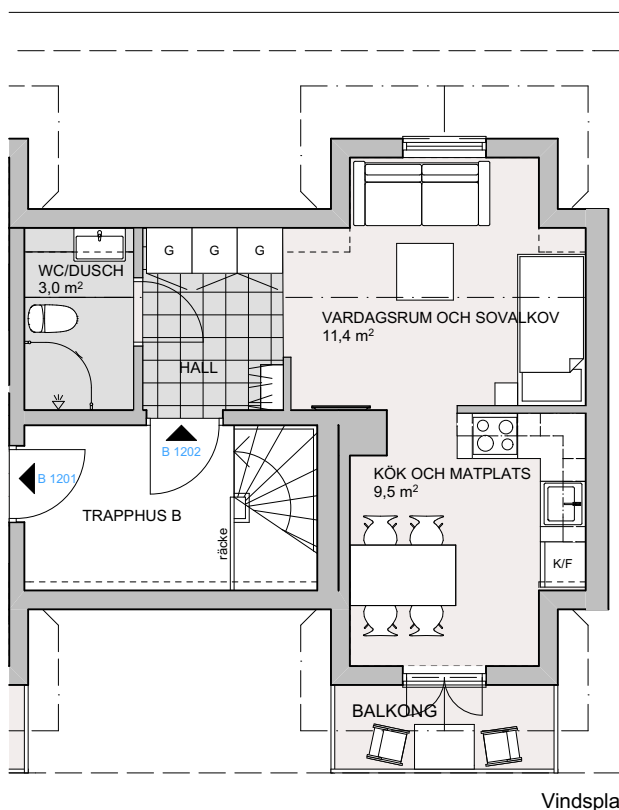 G G G
WC/DUSCH
3,0 m²
VARDAGSRUM OCH SOVALKOV
11,4 m²
HALL
B 1202
B 1201
KÖK OCH MATPLATS
9,5 m²
TRAPPHUS B
räcke
K/F
BALKONG
Vindspla